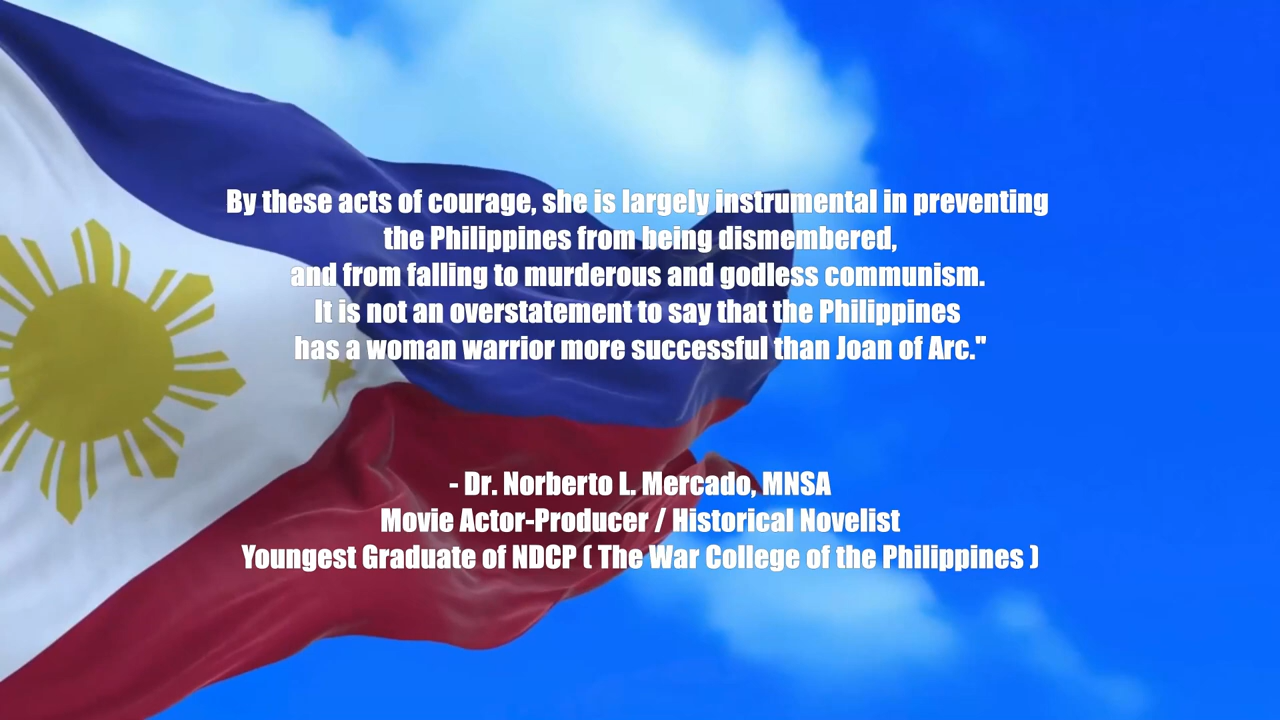 By these acts of courage, she is largely instrumental in preventing
the Philippines from being dismembered,
and from falling to murderous and godless communism.
It is not an overstatement to say that the Philippines
has a woman warrior more successful than Joan of Arc."
- Dr. Norberto L. Mercado, MNSA
Movie Actor-Producer / Historical Novelist
Youngest Graduate of NDCP ( The War College of the Philippines )